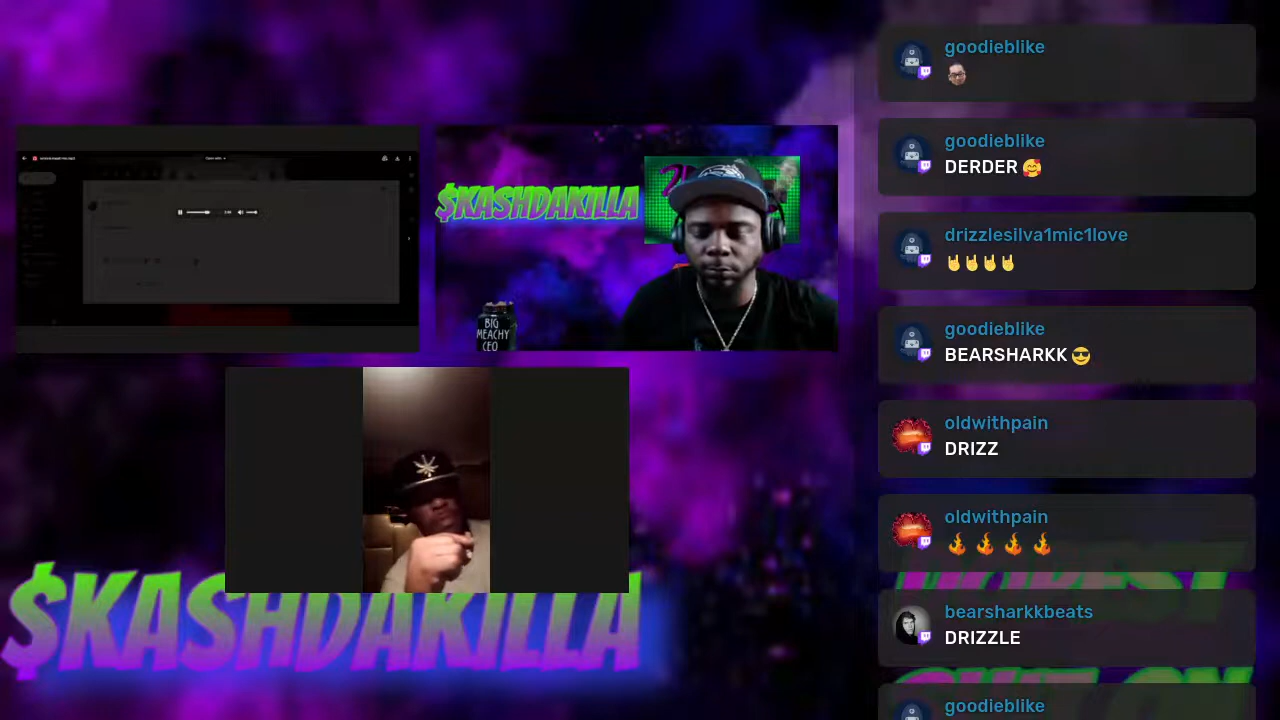 $KASHDAKILLA
BIG
MEACHY
CEO
$KASHDAKILLA
goodieblike
goodieblike
DERDER 🥰
drizzlesilva1mic1love
🤘🤘🤘🤘
goodieblike
BEARSHARKK 😎
oldwithpain
DRIZZ
oldwithpain
🔥 🔥 🔥 🔥
bearsharkkbeats
DRIZZLE
goodieblike